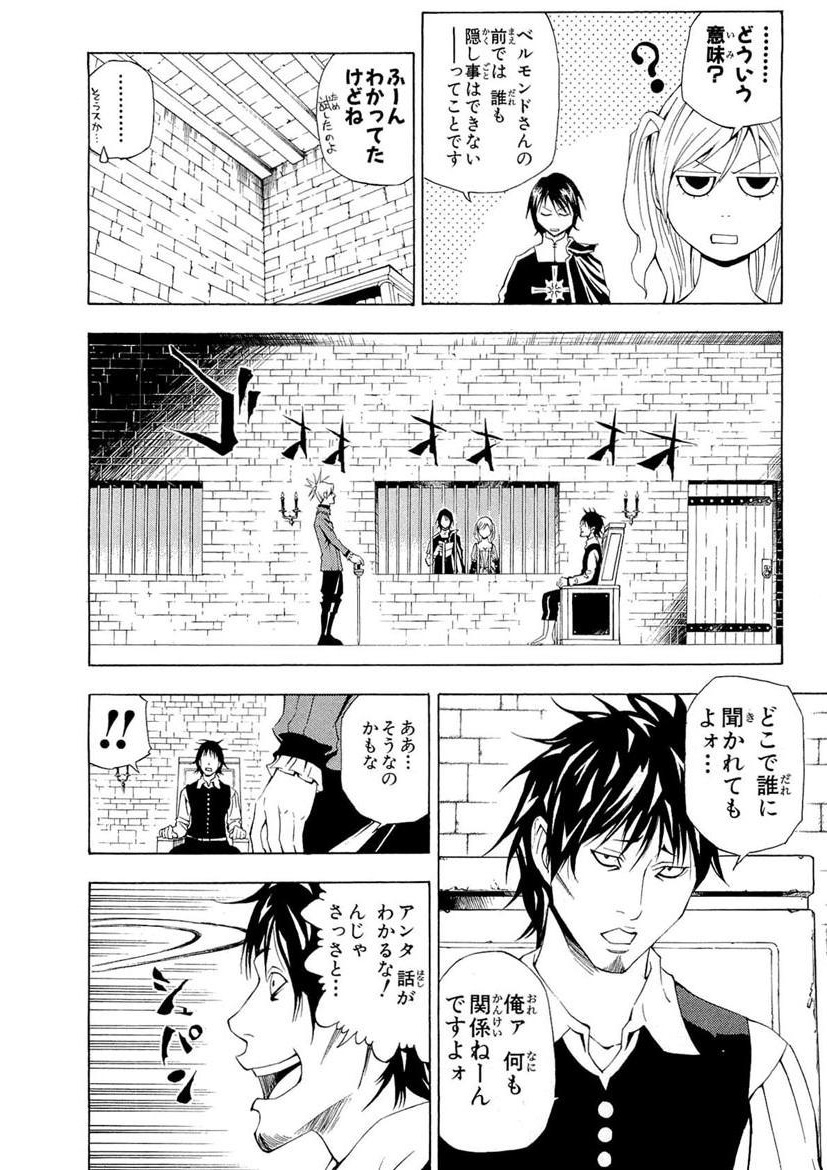 ………
どういう
意味?
?
ベルモンドさんの
前では 誰も
隠し事はできない
──ってことです
ふーん
わかってた
けどね
試したのよ
………
そうスか…
ゴ
オオ
オオ
オオ
どこで誰に
聞かれても
よォ…
俺ァ 何も
関係ねーん
ですよォ
ああ…
そうなの
かもな
!!
アンタ 話が
わかるな!
んじゃ
さっさと…
シュパン